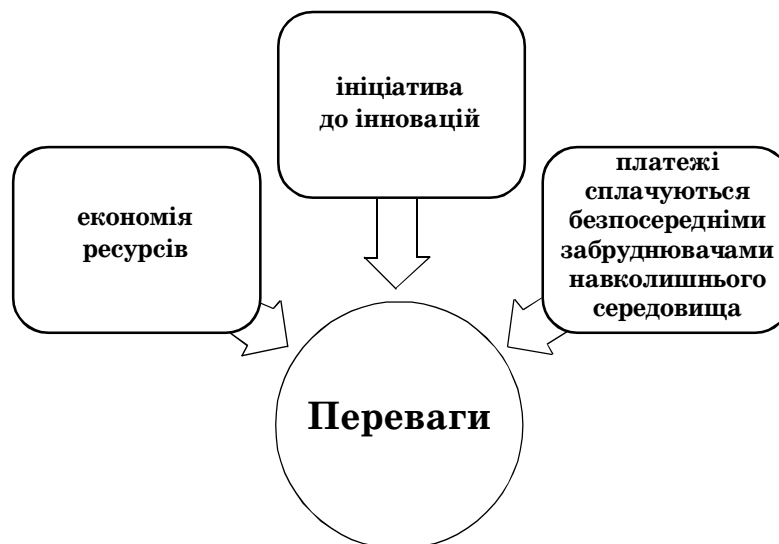 економія
ресурсів
ініціатива
до інновацій
платежі
сплачуються
безпосередніми
забруднювачами
навколишнього
середовища
Переваги